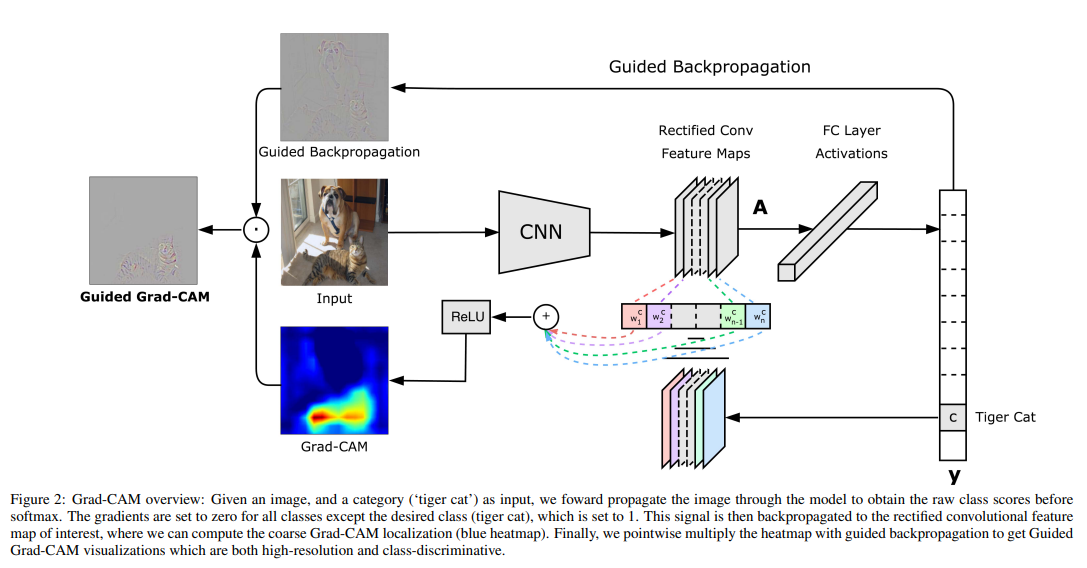 Guided Backpropagation
Rectified Conv
Feature Maps
FC Layer
Activations
Guided Backpropagation
A
CNN
Guided Grad-CAM
Input
w1c w2c wn-1c wnc
ReLU
+
c
Tiger Cat
Grad-CAM
y
Figure 2: Grad-CAM overview: Given an image, and a category (‘tiger cat’) as input, we foward propagate the image through the model to obtain the raw class scores before
softmax. The gradients are set to zero for all classes except the desired class (tiger cat), which is set to 1. This signal is then backpropagated to the rectified convolutional feature
map of interest, where we can compute the coarse Grad-CAM localization (blue heatmap). Finally, we pointwise multiply the heatmap with guided backpropagation to get Guided
Grad-CAM visualizations which are both high-resolution and class-discriminative.